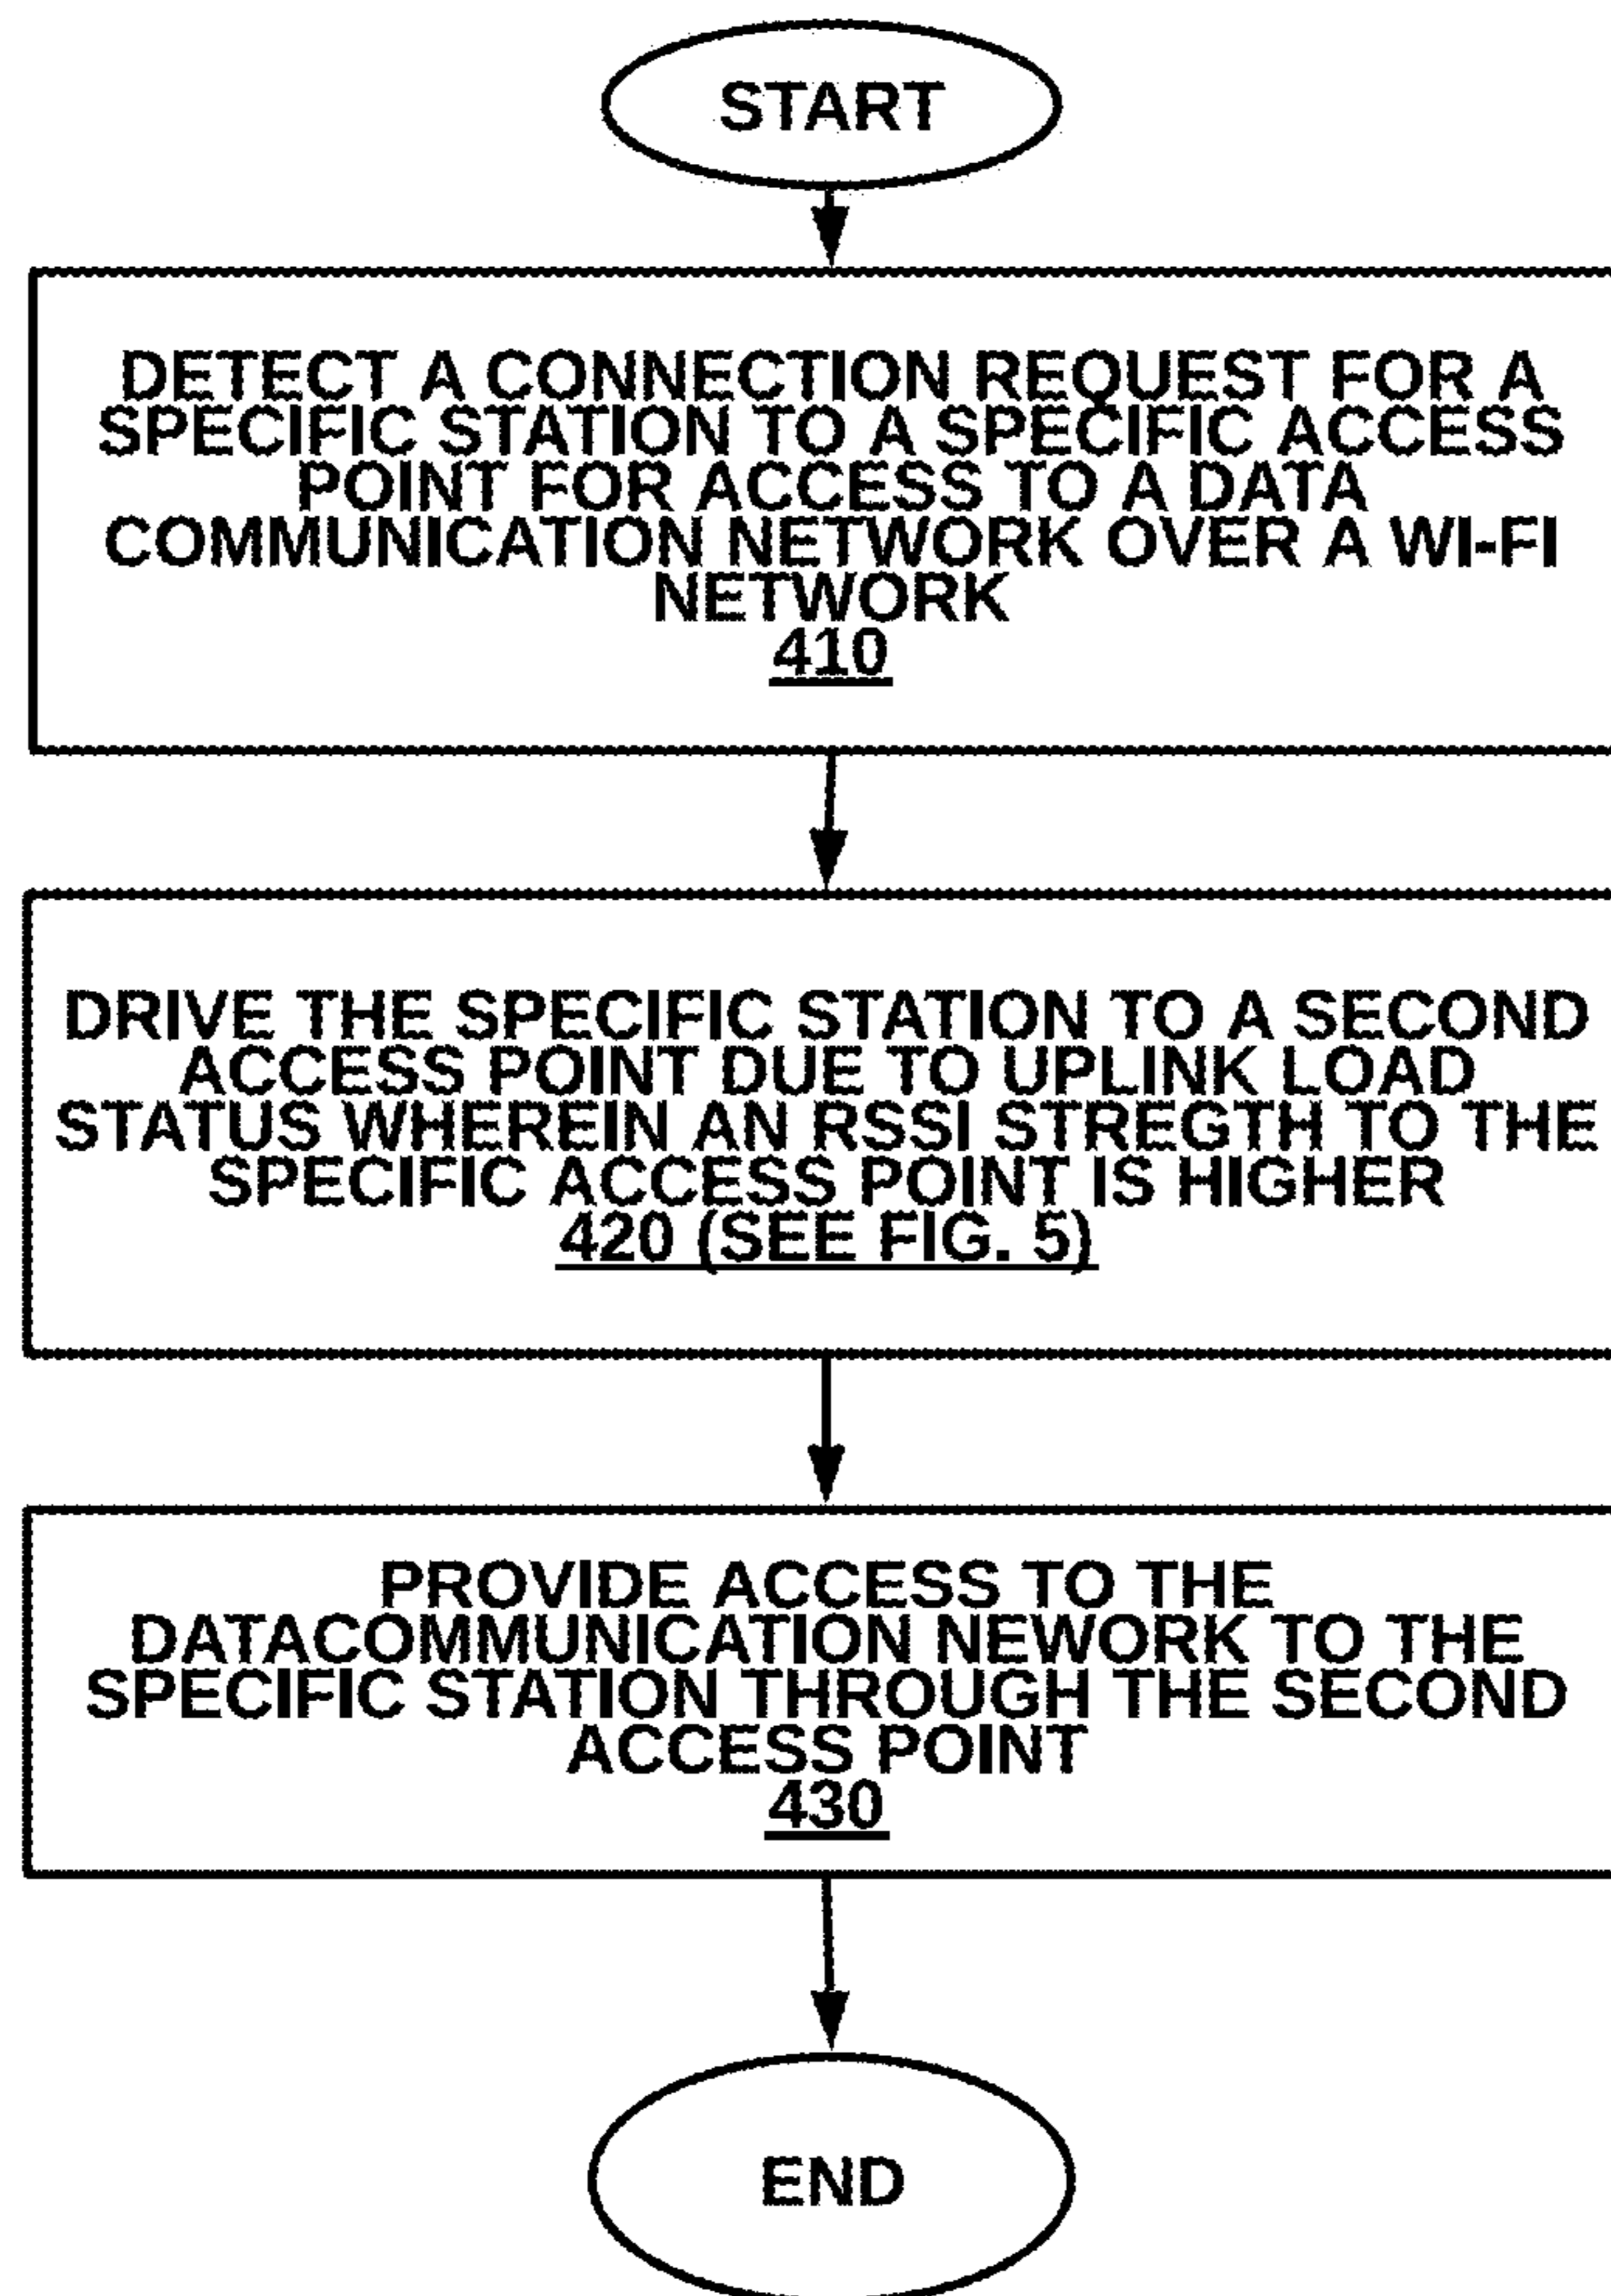 START
DETECT A CONNECTION REQUEST FOR A
SPECIFIC STATION TO A SPECIFIC ACCESS
POINT FOR ACCESS TO A DATA
COMMUNICATION NETWORK OVER A WI-FI
NETWORK
410
DRIVE THE SPECIFIC STATION TO A SECOND
ACCESS POINT DUE TO UPLINK LOAD
STATUS WHEREIN AN RSSI STREGTH TO THE
SPECIFIC ACCESS POINT IS HIGHER
420 (SEE FIG. 5)
PROVIDE ACCESS TO THE
DATACOMMUNICATION NEWORK TO THE
SPECIFIC STATION THROUGH THE SECOND
ACCESS POINT
430
END